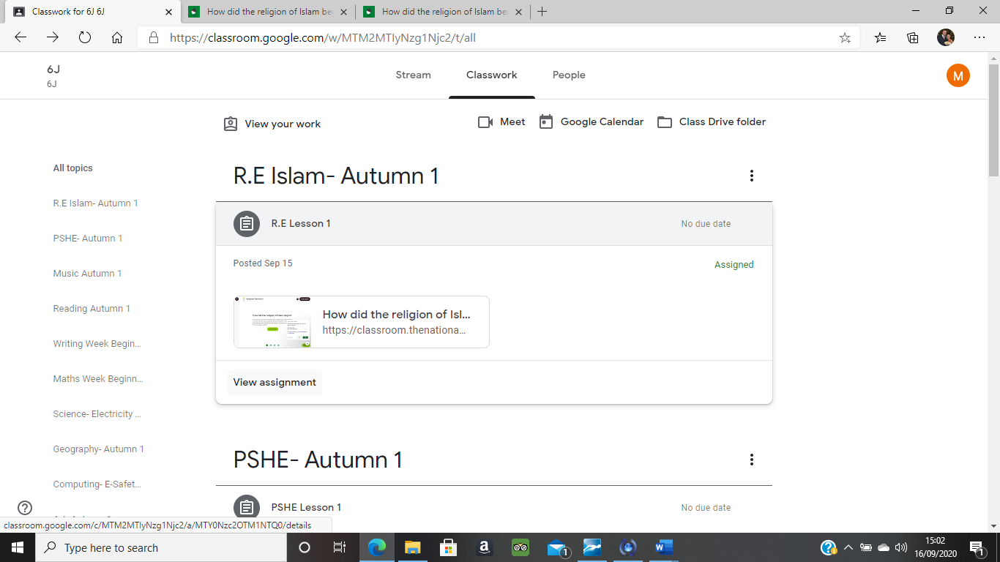 Classwork for 6J 6J
How did the religion of Islam be
How did the religion of Islam be
https://classroom.google.com/w/MTM2MTIyNzg1Njc2/t/all
6J
6J
Stream
Classwork
People
M
View your work
Meet
Google Calendar
Class Drive folder
All topics
R.E Islam- Autumn 1
PSHE- Autumn 1
Music Autumn 1
Reading Autumn 1
Writing Week Begin...
Maths Week Beginn...
Science- Electricity ...
Geography- Autumn 1
Computing- E-Safet...
R.E Islam- Autumn 1
R.E Lesson 1
No due date
Posted Sep 15
Assigned
How did the religion of Isl...
https://classroom.thenationa...
View assignment
PSHE- Autumn 1
PSHE Lesson 1
No due date
classroom.google.com/c/MTM2MTIyNzg1Njc2/a/MTY0Nzc2OTM1NTQ0/details
Type here to search
15:02
16/09/2020